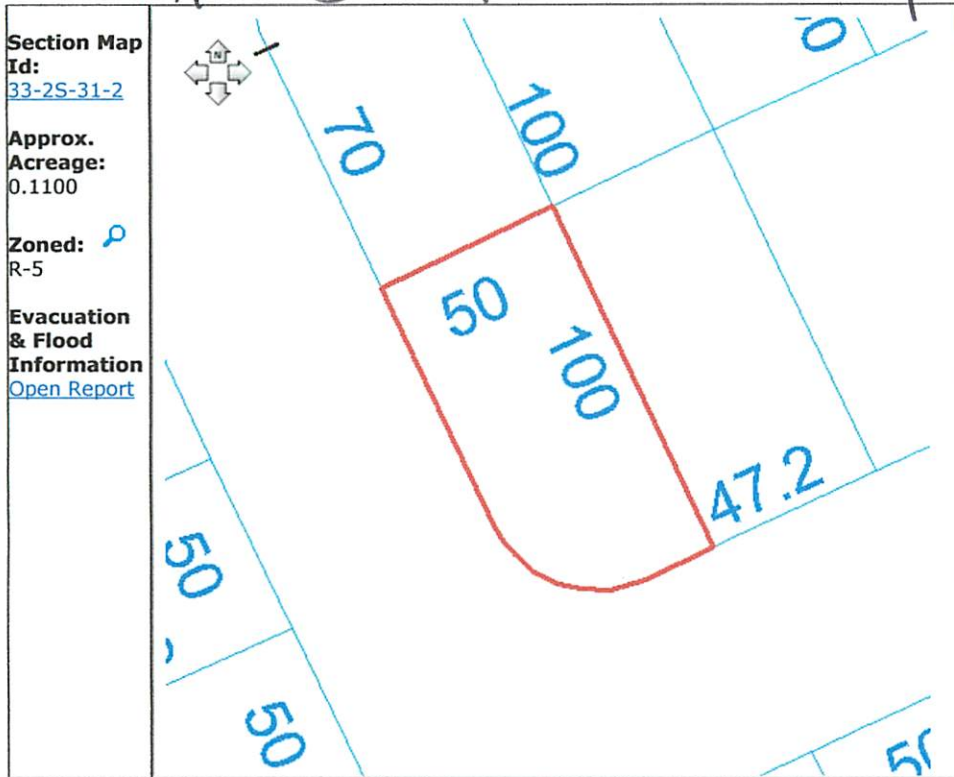 Section Map
Id:
33-2S-31-2
Approx.
Acreage:
0.1100
Zoned:
R-5
Evacuation
& Flood
Information
Open Report
N
70
100
50
100
47.2
50
50